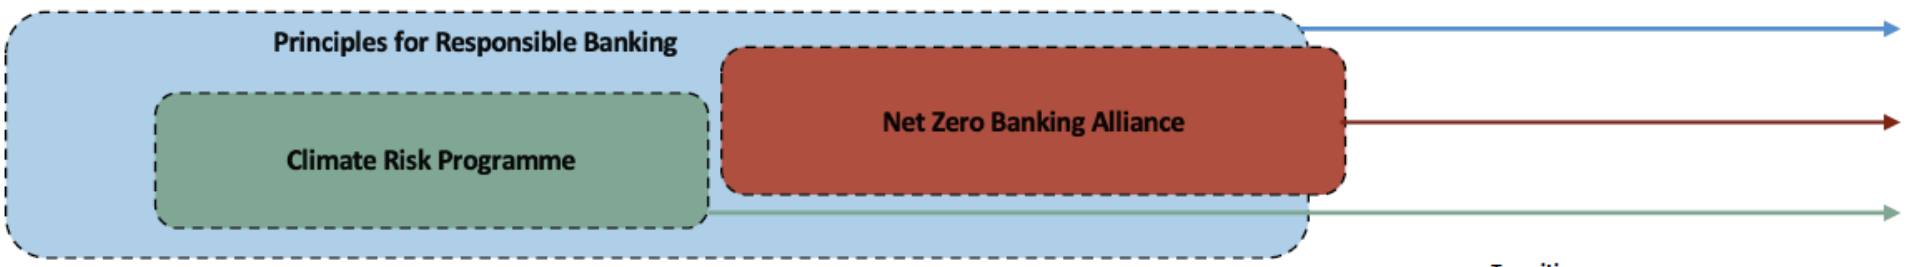 Principles for Responsible Banking
Net Zero Banking Alliance
Climate Risk Programme